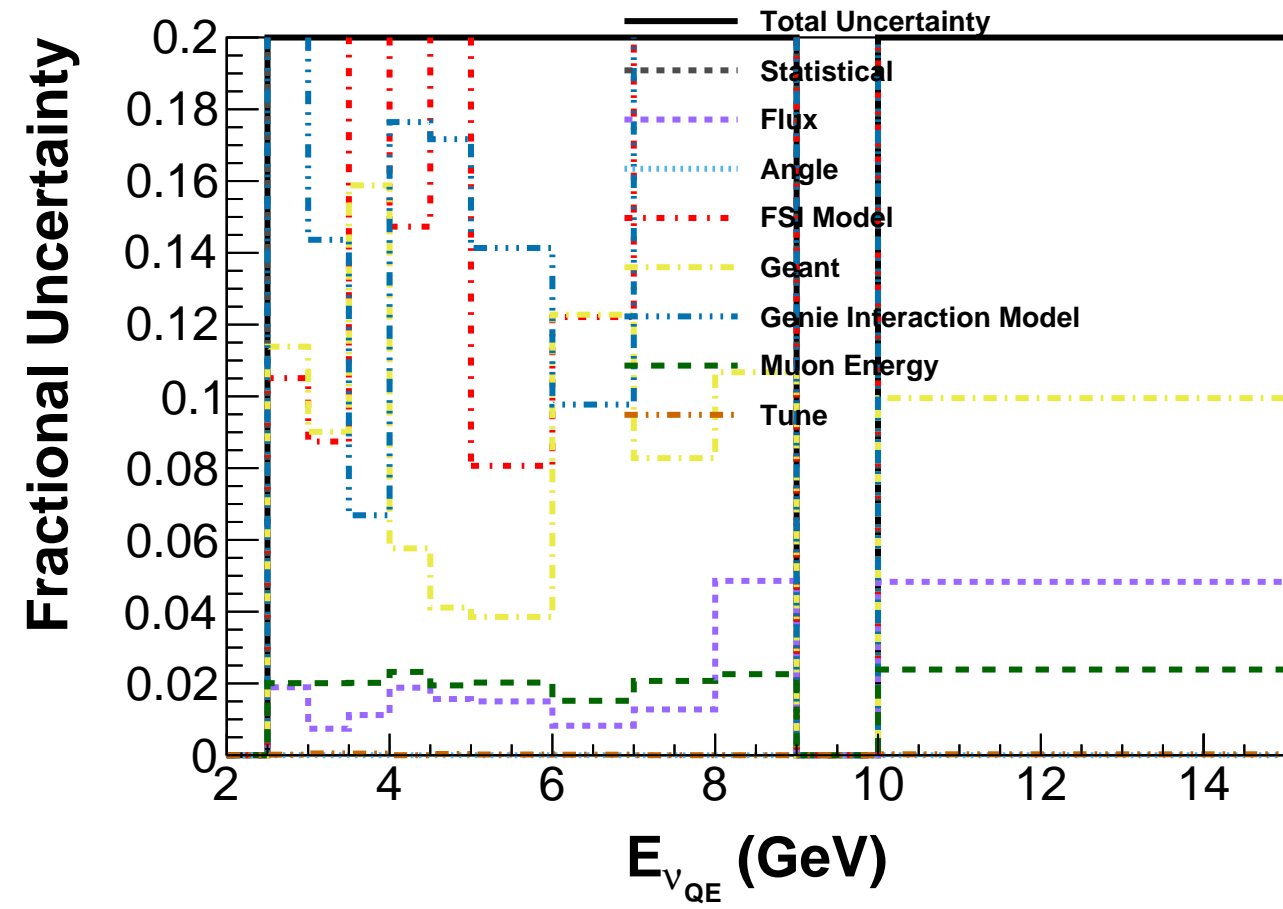 Total Uncertainty
Statistical
Flux
Angle
FSI Model
Geant
Genie Interaction Model
Muon Energy
Tune
Fractional Uncertainty
0.2
0.18
0.16
0.14
0.12
0.1
0.08
0.06
0.04
0.02
0
2 4 6 8 10 12 14
E_{ν_{QE}} (GeV)